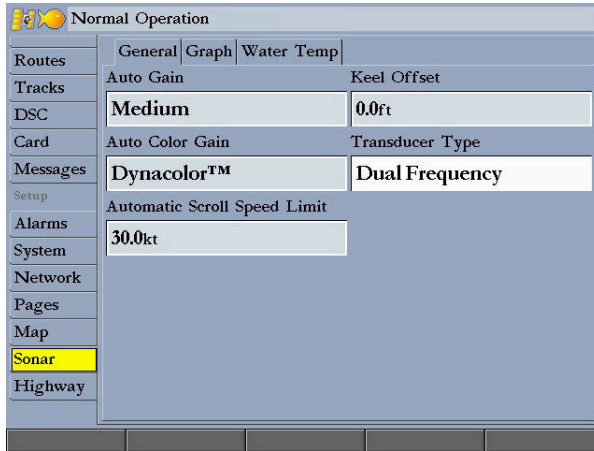 Normal Operation
General Graph Water Temp
Routes
Tracks
DSC
Card
Messages
Setup
Alarms
System
Network
Pages
Map
Sonar
Highway
Auto Gain
Medium
Keel Offset
0.0ft
Auto Color Gain
Dynacolor™
Transducer Type
Dual Frequency
Automatic Scroll Speed Limit
30.0kt